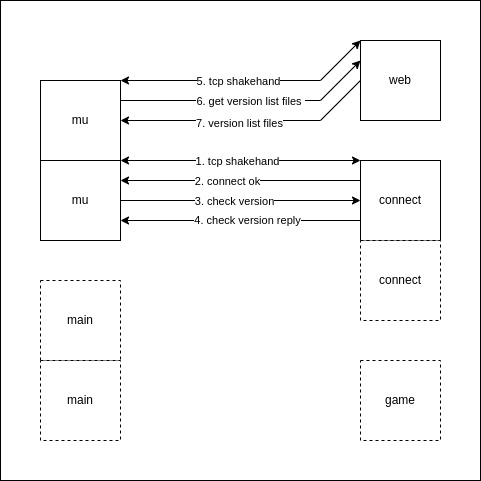 5. tcp shakehand
web
6. get version list files
mu
7. version list files
1. tcp shakehand
2. connect ok
mu
3. check version
connect
4. check version reply
connect
main
main
game